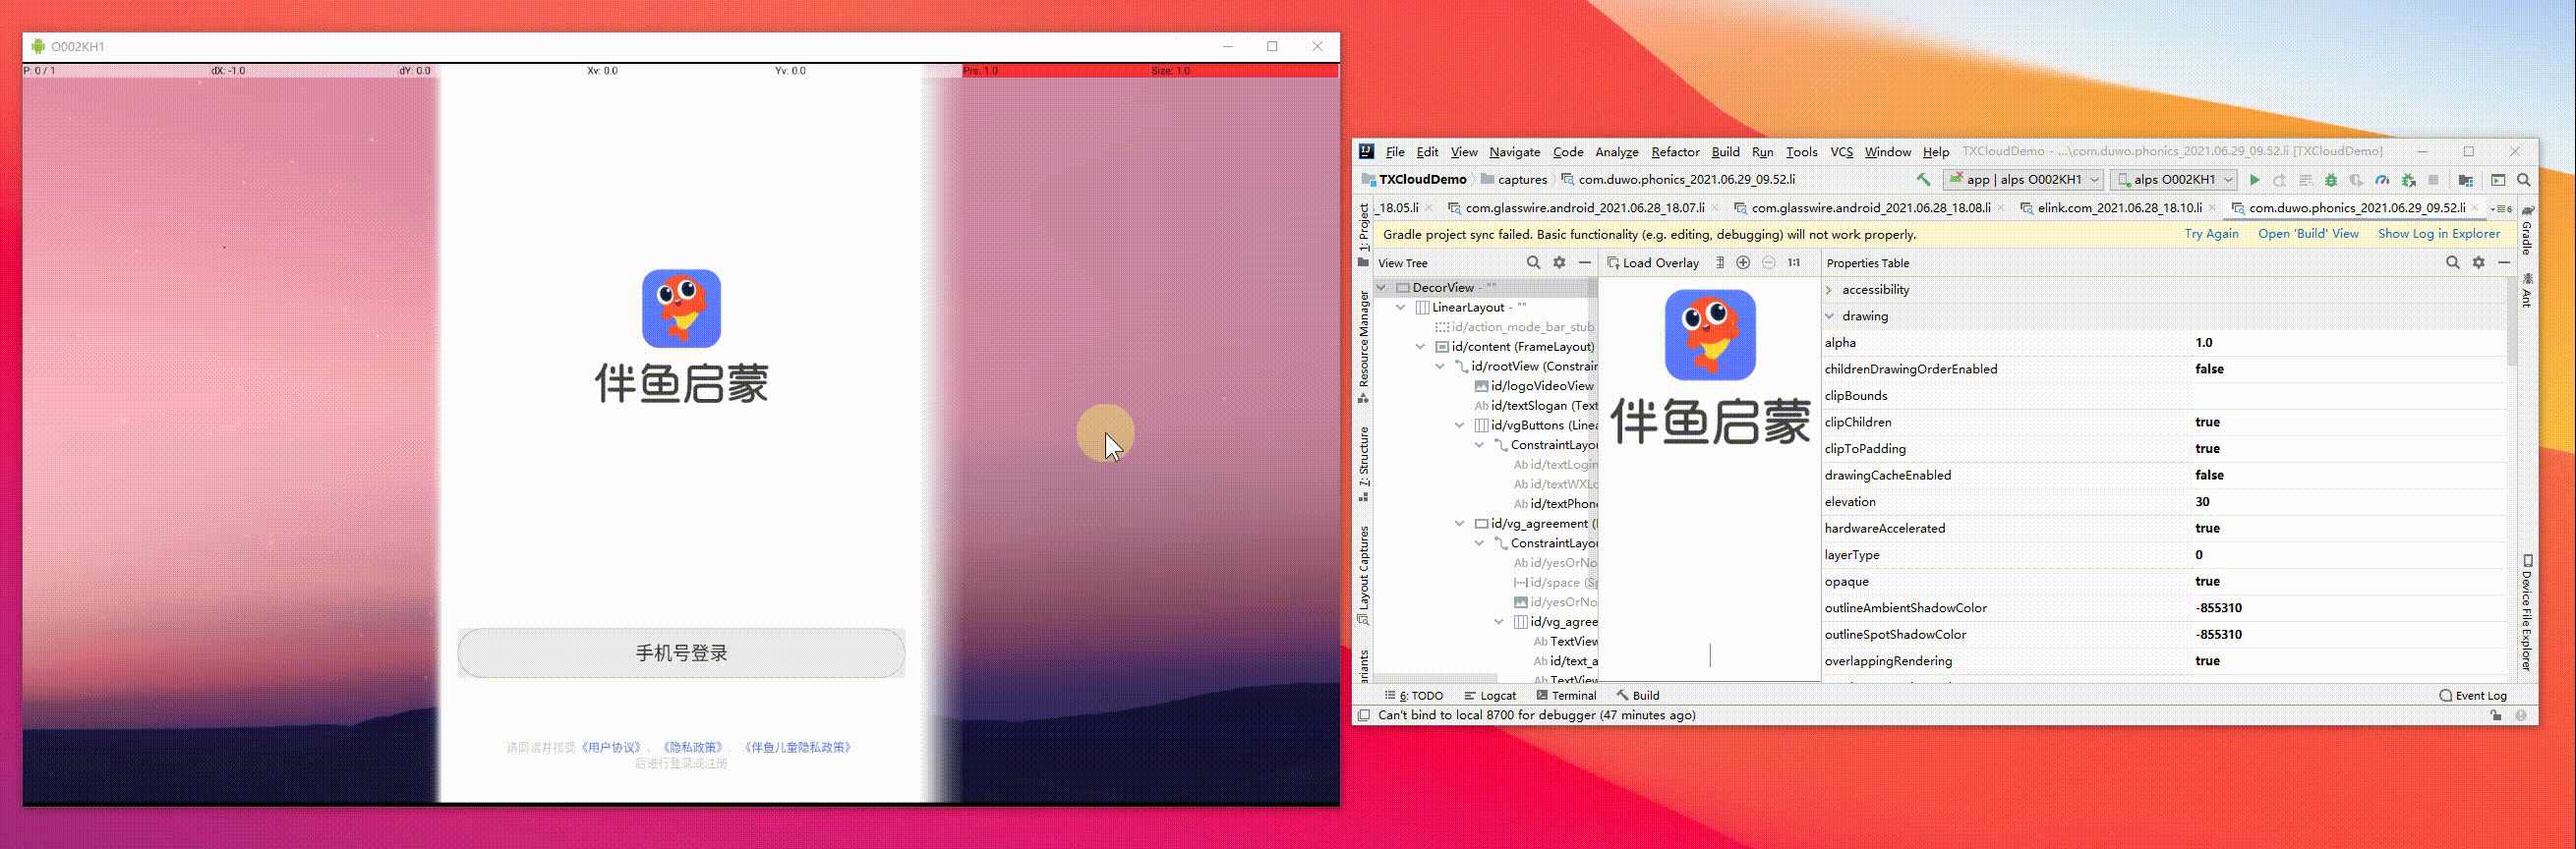 O002KH1
P: 0 / 1 dX: -1.0 dY: 0.0 Xv: 0.0 Yv: 0.0 Prs: 1.0 Size: 1.0
伴鱼启蒙
手机号登录
请阅读并接受《用户协议》、《隐私政策》、《伴鱼儿童隐私政策》
后进行登录或注册
File Edit View Navigate Code Analyze Refactor Build Run Tools VCS Window Help TXCloudDemo - ...\com.duwo.phonics_2021.06.29_09.52.li [TXCloudDemo]
TXCloudDemo captures com.duwo.phonics_2021.06.29_09.52.li app | alps O002KH1 alps O002KH1
_18.05.li com.glasswire.android_2021.06.28_18.07.li com.glasswire.android_2021.06.28_18.08.li elink.com_2021.06.28_18.10.li com.duwo.phonics_2021.06.29_09.52.li
Gradle project sync failed. Basic functionality (e.g. editing, debugging) will not work properly. Try Again Open 'Build' View Show Log in Explorer
View Tree
DecorView - ""
LinearLayout - ""
id/action_mode_bar_stub
id/content (FrameLayout)
id/rootView (Constrain
id/logoVideoView
id/textSlogan (Text
id/vgButtons (Linea
ConstraintLayou
id/textLogin
id/textWXLo
id/textPhone
id/vg_agreement (
ConstraintLayou
id/yesOrNo
id/space (Sp
id/yesOrNo
id/vg_agree
Ab TextView
Ab id/text_a
Ab TextView
Load Overlay 1:1
伴鱼启蒙
Properties Table
accessibility
drawing
alpha 1.0
childrenDrawingOrderEnabled false
clipBounds
clipChildren true
clipToPadding true
drawingCacheEnabled false
elevation 30
hardwareAccelerated true
layerType 0
opaque true
outlineAmbientShadowColor -855310
outlineSpotShadowColor -855310
overlappingRendering true
1: Project
Resource Manager
7: Structure
Layout Captures
ariants
Gradle
Ant
Device File Explorer
6: TODO Logcat Terminal Build Event Log
Can't bind to local 8700 for debugger (47 minutes ago)